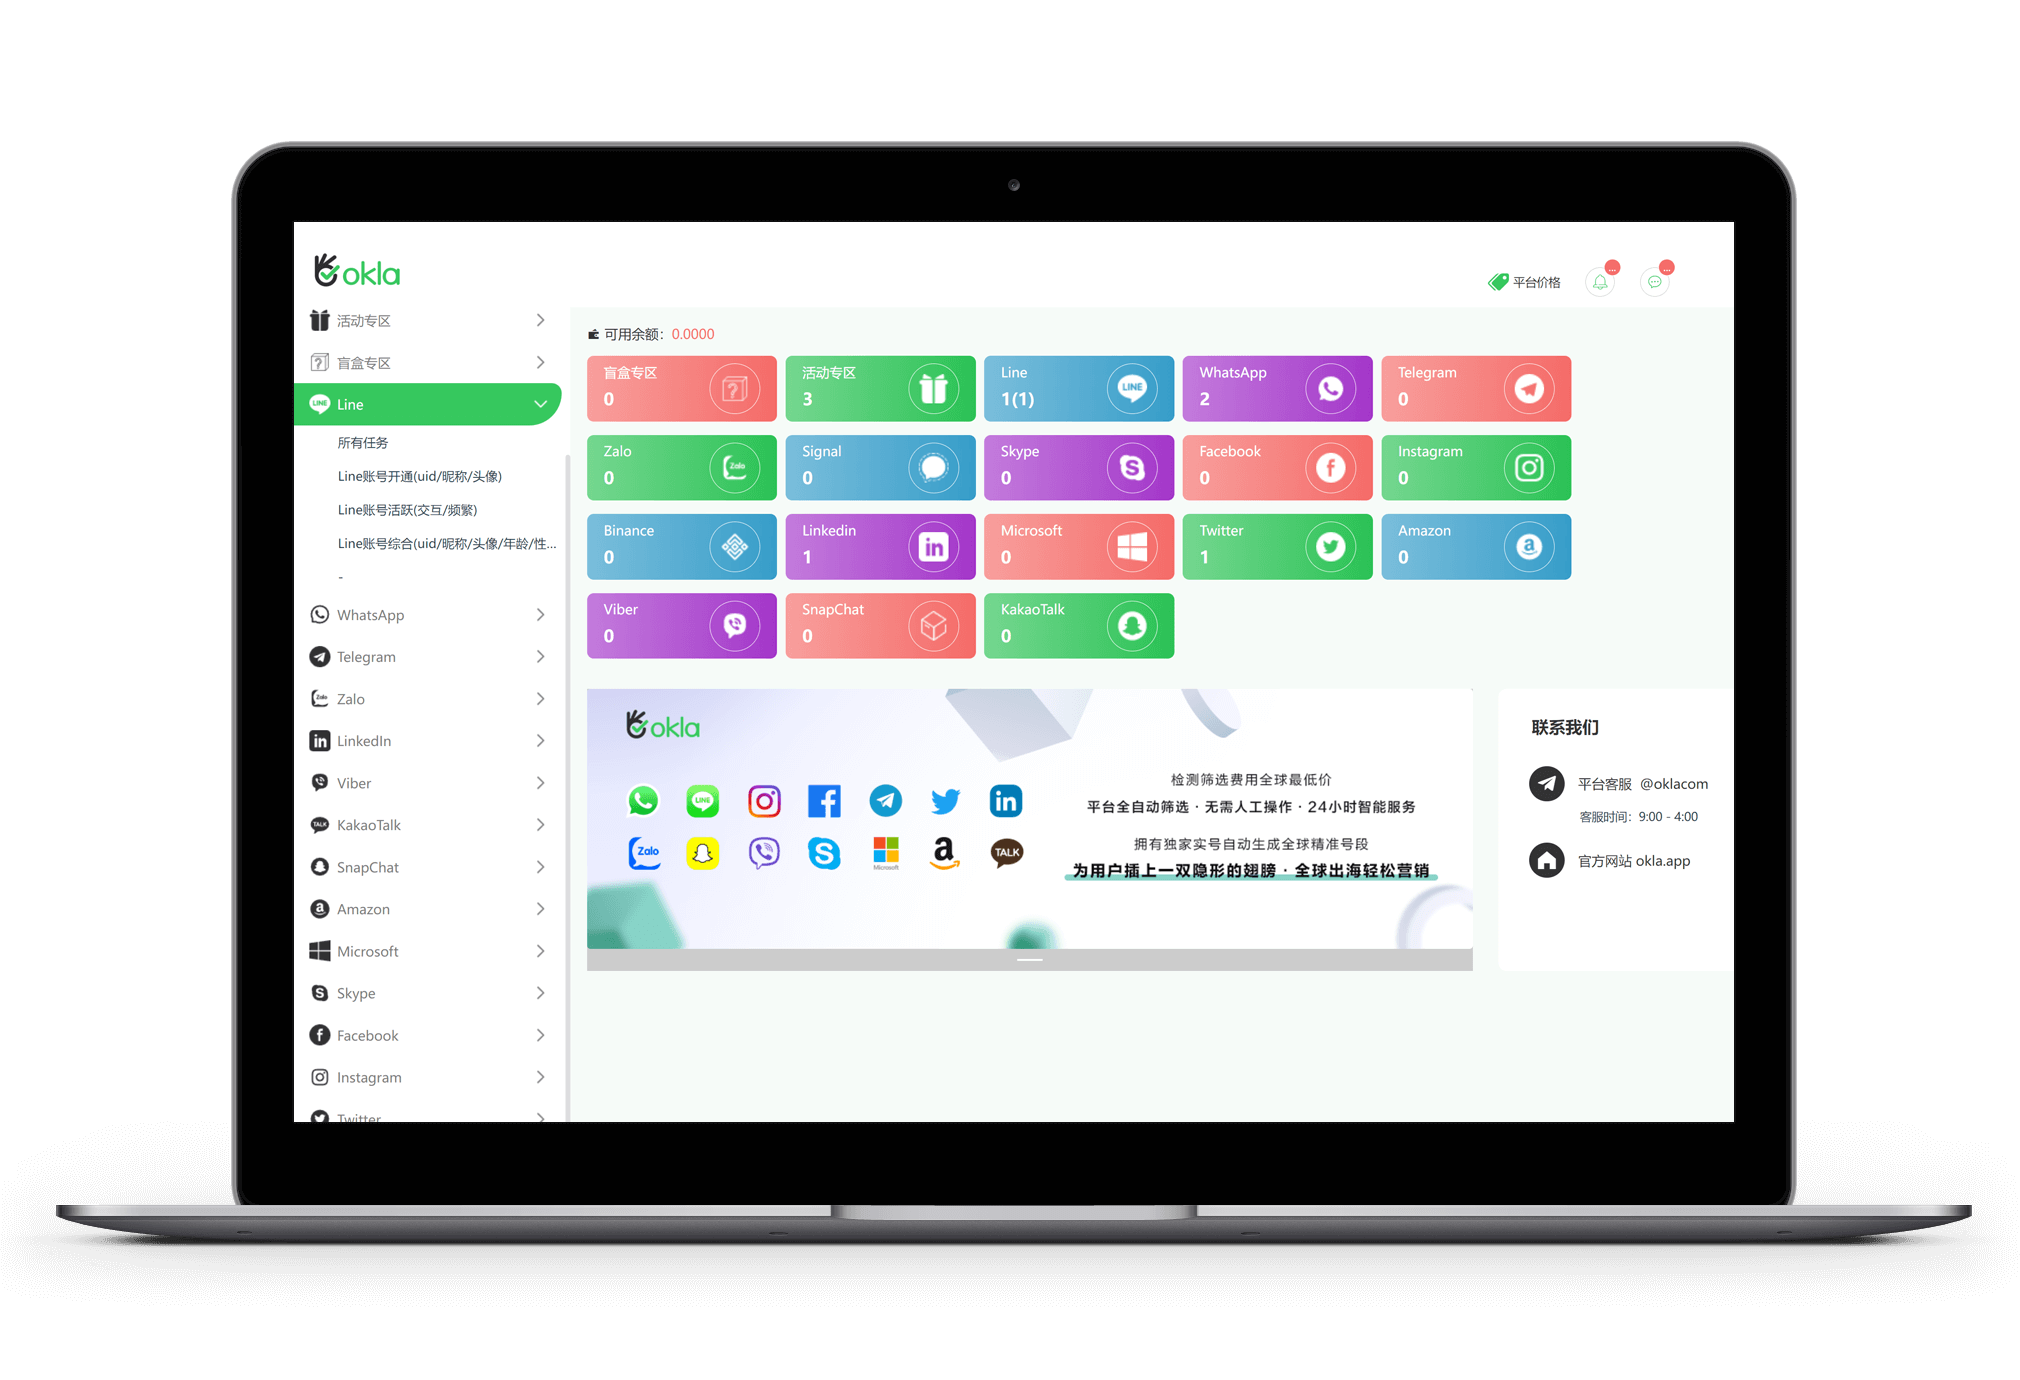 okla
平台价格
...
...
活动专区
盲盒专区
LINE Line
所有任务
Line账号开通(uid/昵称/头像)
Line账号活跃(交互/频繁)
Line账号综合(uid/昵称/头像/年龄/性...
-
WhatsApp
Telegram
Zalo Zalo
in LinkedIn
Viber
TALK KakaoTalk
SnapChat
a Amazon
Microsoft
S Skype
f Facebook
Instagram
Twitter
可用余额：0.0000
盲盒专区
0
?
活动专区
3
Line
1(1)
LINE
WhatsApp
2
Telegram
0
Zalo
0
Zalo
Signal
0
Skype
0
S
Facebook
0
f
Instagram
0
Binance
0
Linkedin
1
in
Microsoft
0
Twitter
1
Amazon
0
a
Viber
0
SnapChat
0
KakaoTalk
0
okla
LINE
f
in
Zalo
S
Microsoft
a
TALK
检测筛选费用全球最低价
平台全自动筛选 · 无需人工操作 · 24小时智能服务
拥有独家实号自动生成全球精准号段
为用户插上一双隐形的翅膀 · 全球出海轻松营销
联系我们
平台客服 @oklacom
客服时间：9:00 - 4:00
官方网站 okla.app